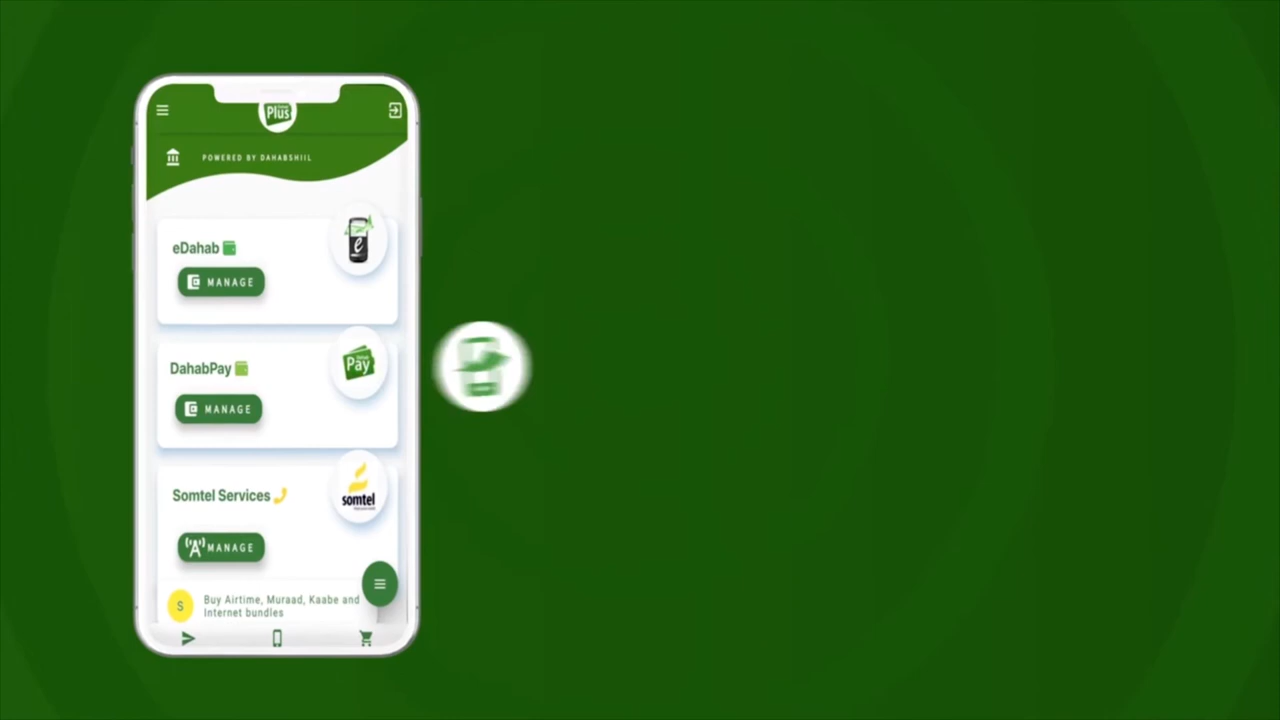 Plus
POWERED BY DAHABSHIIL
eDahab
e
MANAGE
DahabPay
Pay
MANAGE
Somtel Services
somtel
MANAGE
S
Buy Airtime, Muraad, Kaabe and
Internet bundles